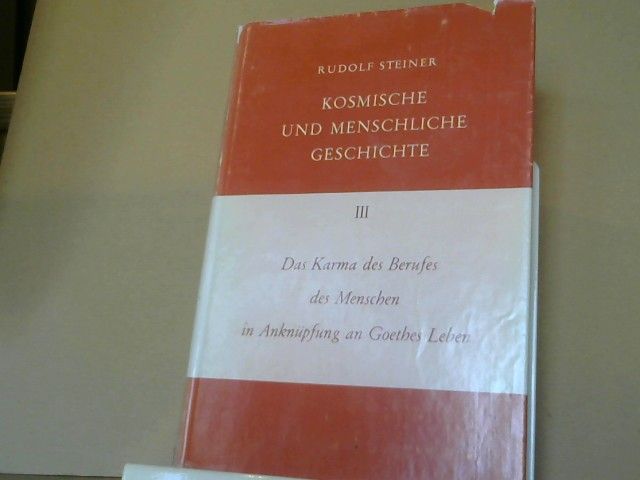 RUDOLF STEINER
KOSMISCHE
UND MENSCHLICHE
GESCHICHTE
III
Das Karma des Berufes
des Menschen
in Anknüpfung an Goethes Leben